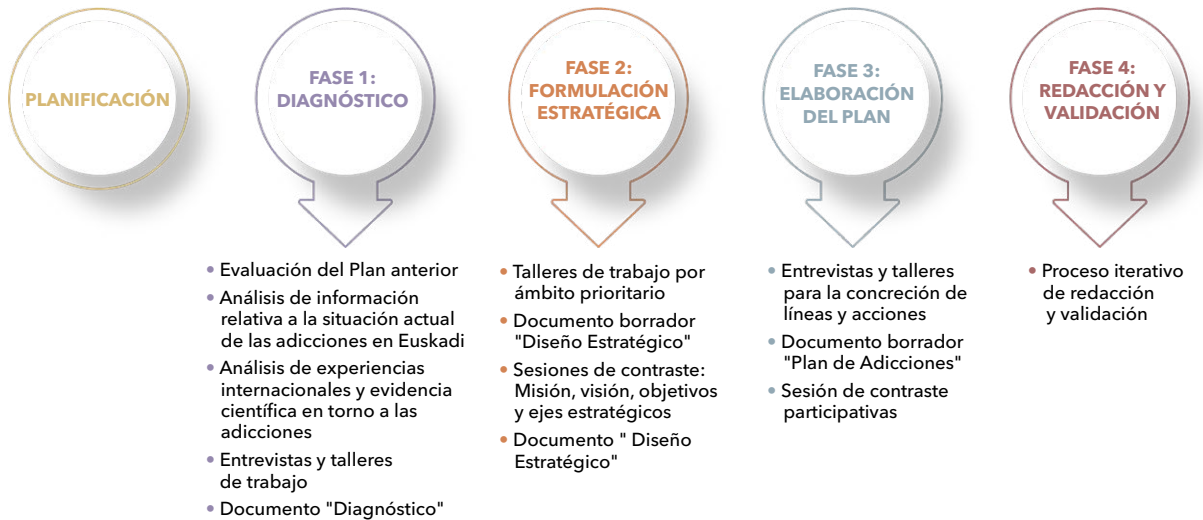 PLANIFICACIÓN
FASE 1:
DIAGNÓSTICO
• Evaluación del Plan anterior
• Análisis de información
relativa a la situación actual
de las adicciones en Euskadi
• Análisis de experiencias
internacionales y evidencia
científica en torno a las
adicciones
• Entrevistas y talleres
de trabajo
• Documento "Diagnóstico"
FASE 2:
FORMULACIÓN
ESTRATÉGICA
• Talleres de trabajo por
ámbito prioritario
• Documento borrador
"Diseño Estratégico"
• Sesiones de contraste:
Misión, visión, objetivos
y ejes estratégicos
• Documento " Diseño
Estratégico"
FASE 3:
ELABORACIÓN
DEL PLAN
• Entrevistas y talleres
para la concreción de
líneas y acciones
• Documento borrador
"Plan de Adicciones"
• Sesión de contraste
participativas
FASE 4:
REDACCIÓN Y
VALIDACIÓN
• Proceso iterativo
de redacción
y validación